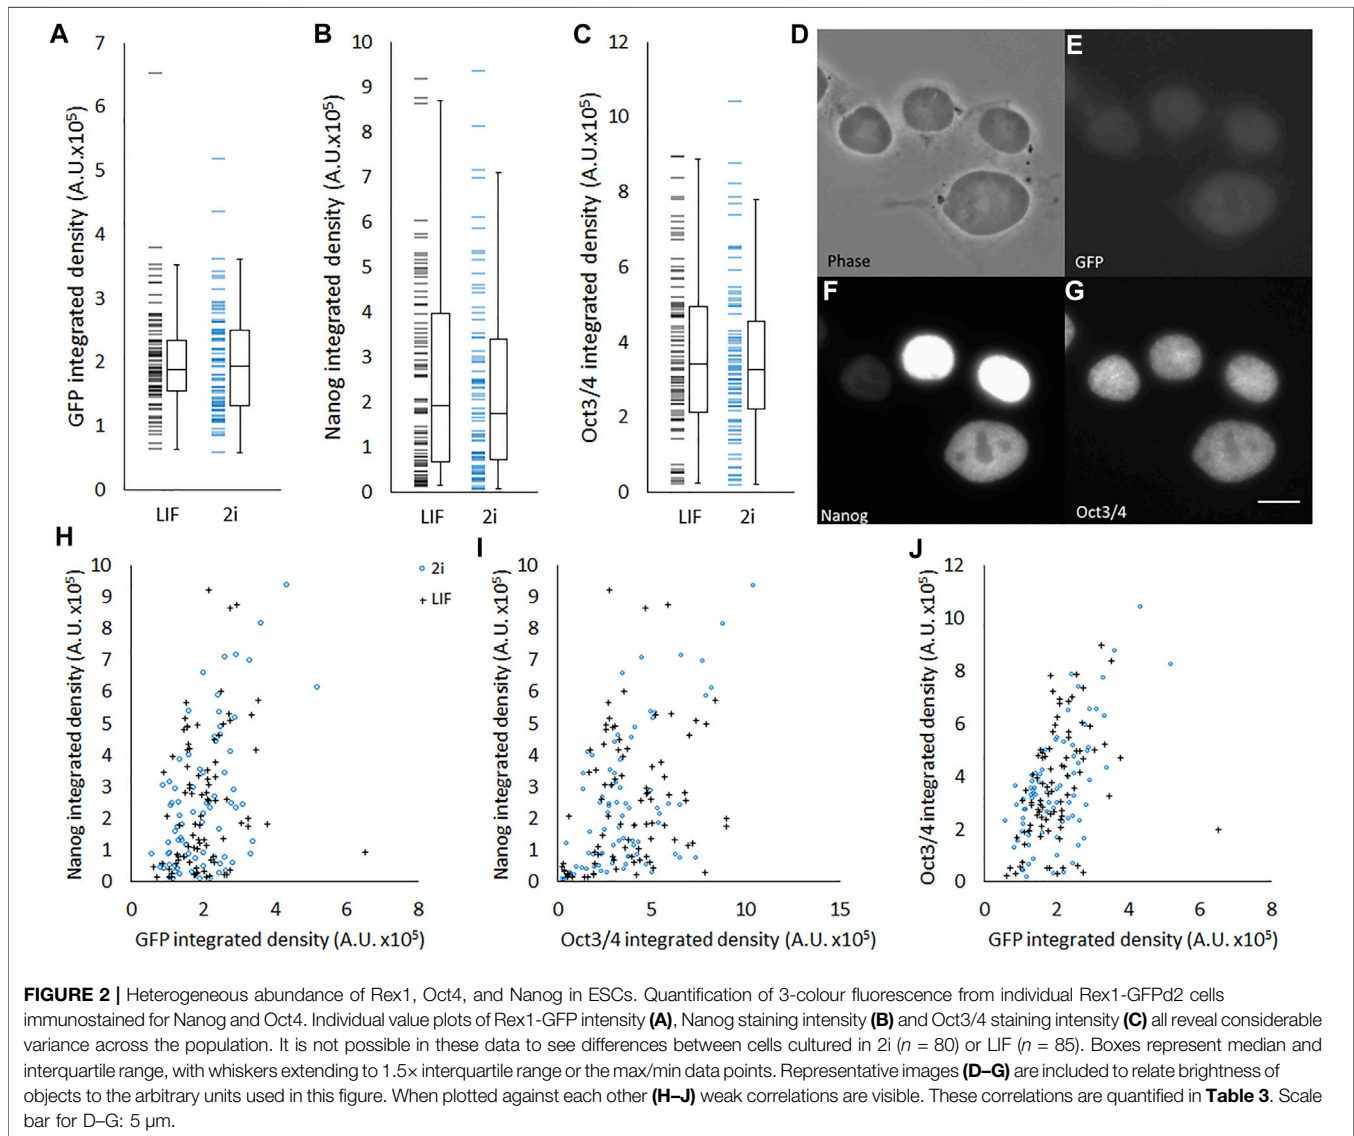 A
GFP integrated density (A.U.x10⁵)
7
6
5
4
3
2
1
0
LIF 2i
B
Nanog integrated density (A.U.x10⁵)
10
9
8
7
6
5
4
3
2
1
0
LIF 2i
C
Oct3/4 integrated density (A.U.x10⁵)
12
10
8
6
4
2
0
LIF 2i
D
Phase
E
GFP
F
Nanog
G
Oct3/4
H
Nanog integrated density (A.U. x10⁵)
10
9
8
7
6
5
4
3
2
1
0
0 2 4 6 8
GFP integrated density (A.U. x10⁵)
2i
LIF
I
Nanog integrated density (A.U. x10⁵)
10
9
8
7
6
5
4
3
2
1
0
0 5 10 15
Oct3/4 integrated density (A.U. x10⁵)
J
Oct3/4 integrated density (A.U. x10⁵)
12
10
8
6
4
2
0
0 2 4 6 8
GFP integrated density (A.U. x10⁵)
FIGURE 2 | Heterogeneous abundance of Rex1, Oct4, and Nanog in ESCs. Quantification of 3-colour fluorescence from individual Rex1-GFPd2 cells
immunostained for Nanog and Oct4. Individual value plots of Rex1-GFP intensity (A), Nanog staining intensity (B) and Oct3/4 staining intensity (C) all reveal considerable
variance across the population. It is not possible in these data to see differences between cells cultured in 2i (n = 80) or LIF (n = 85). Boxes represent median and
interquartile range, with whiskers extending to 1.5× interquartile range or the max/min data points. Representative images (D–G) are included to relate brightness of
objects to the arbitrary units used in this figure. When plotted against each other (H–J) weak correlations are visible. These correlations are quantified in Table 3. Scale
bar for D–G: 5 µm.